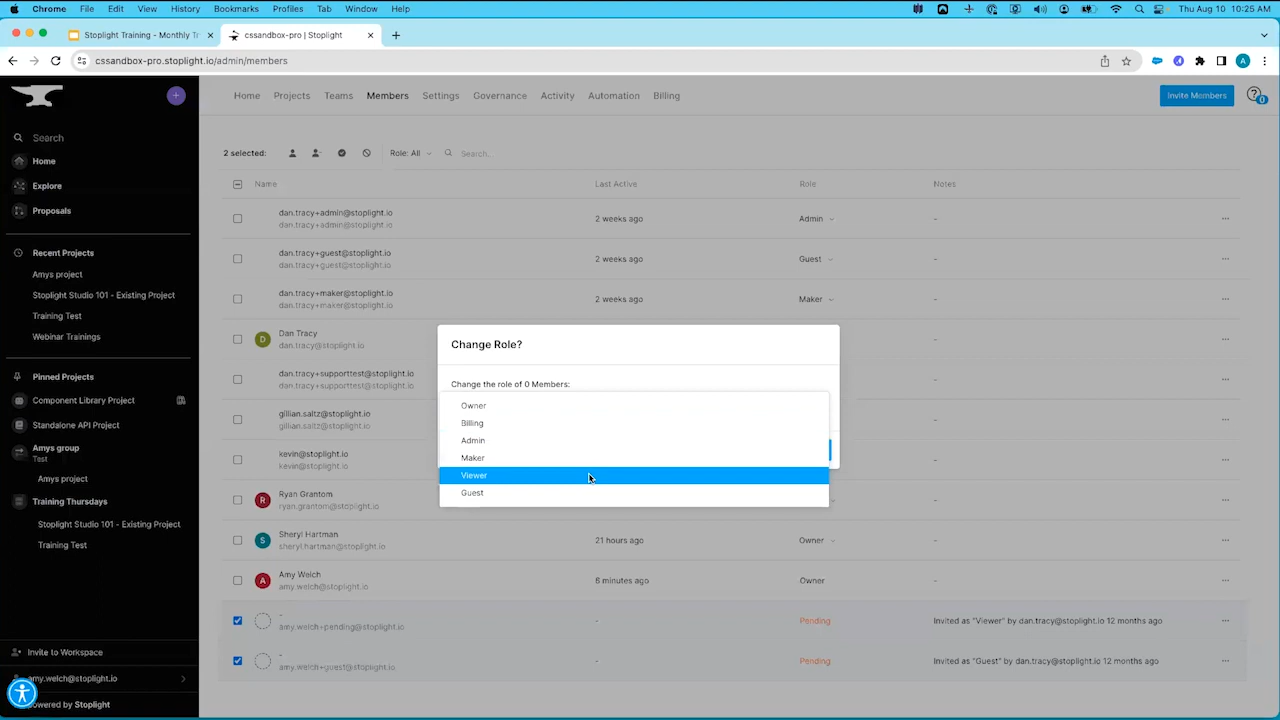 Chrome File Edit View History Bookmarks Profiles Tab Window Help Thu Aug 10 10:25 AM
Stoplight Training - Monthly Tr
cssandbox-pro | Stoplight
cssandbox-pro.stoplight.io/admin/members
A
Home Projects Teams Members Settings Governance Activity Automation Billing
Invite Members
0
Search
Home
Explore
Proposals
Recent Projects
Amys project
Stoplight Studio 101 - Existing Project
Training Test
Webinar Trainings
Pinned Projects
Component Library Project
Standalone API Project
Amys group
Test
Amys project
Training Thursdays
Stoplight Studio 101 - Existing Project
Training Test
Invite to Workspace
amy.welch@stoplight.io
powered by Stoplight
2 selected: Role: All Search.
Name Last Active Role Notes
dan.tracy+admin@stoplight.io
dan.tracy+admin@stoplight.io
2 weeks ago Admin -
dan.tracy+guest@stoplight.io
dan.tracy+guest@stoplight.io
2 weeks ago Guest -
dan.tracy+maker@stoplight.io
dan.tracy+maker@stoplight.io
2 weeks ago Maker -
D
Dan Tracy
dan.tracy@stoplight.io
-
dan.tracy+supporttest@stoplight.io
dan.tracy+supporttest@stoplight.io
-
gillian.saltz@stoplight.io
gillian.saltz@stoplight.io
-
kevin@stoplight.io
kevin@stoplight.io
-
R
Ryan Grantom
ryan.grantom@stoplight.io
-
S
Sheryl Hartman
sheryl.hartman@stoplight.io
21 hours ago Owner -
A
Amy Welch
amy.welch@stoplight.io
6 minutes ago Owner -
-
amy.welch+pending@stoplight.io
- Pending Invited as "Viewer" by dan.tracy@stoplight.io 12 months ago
-
amy.welch+guest@stoplight.io
- Pending Invited as "Guest" by dan.tracy@stoplight.io 12 months ago
Change Role?
Change the role of 0 Members:
Owner
Billing
Admin
Maker
Viewer
Guest